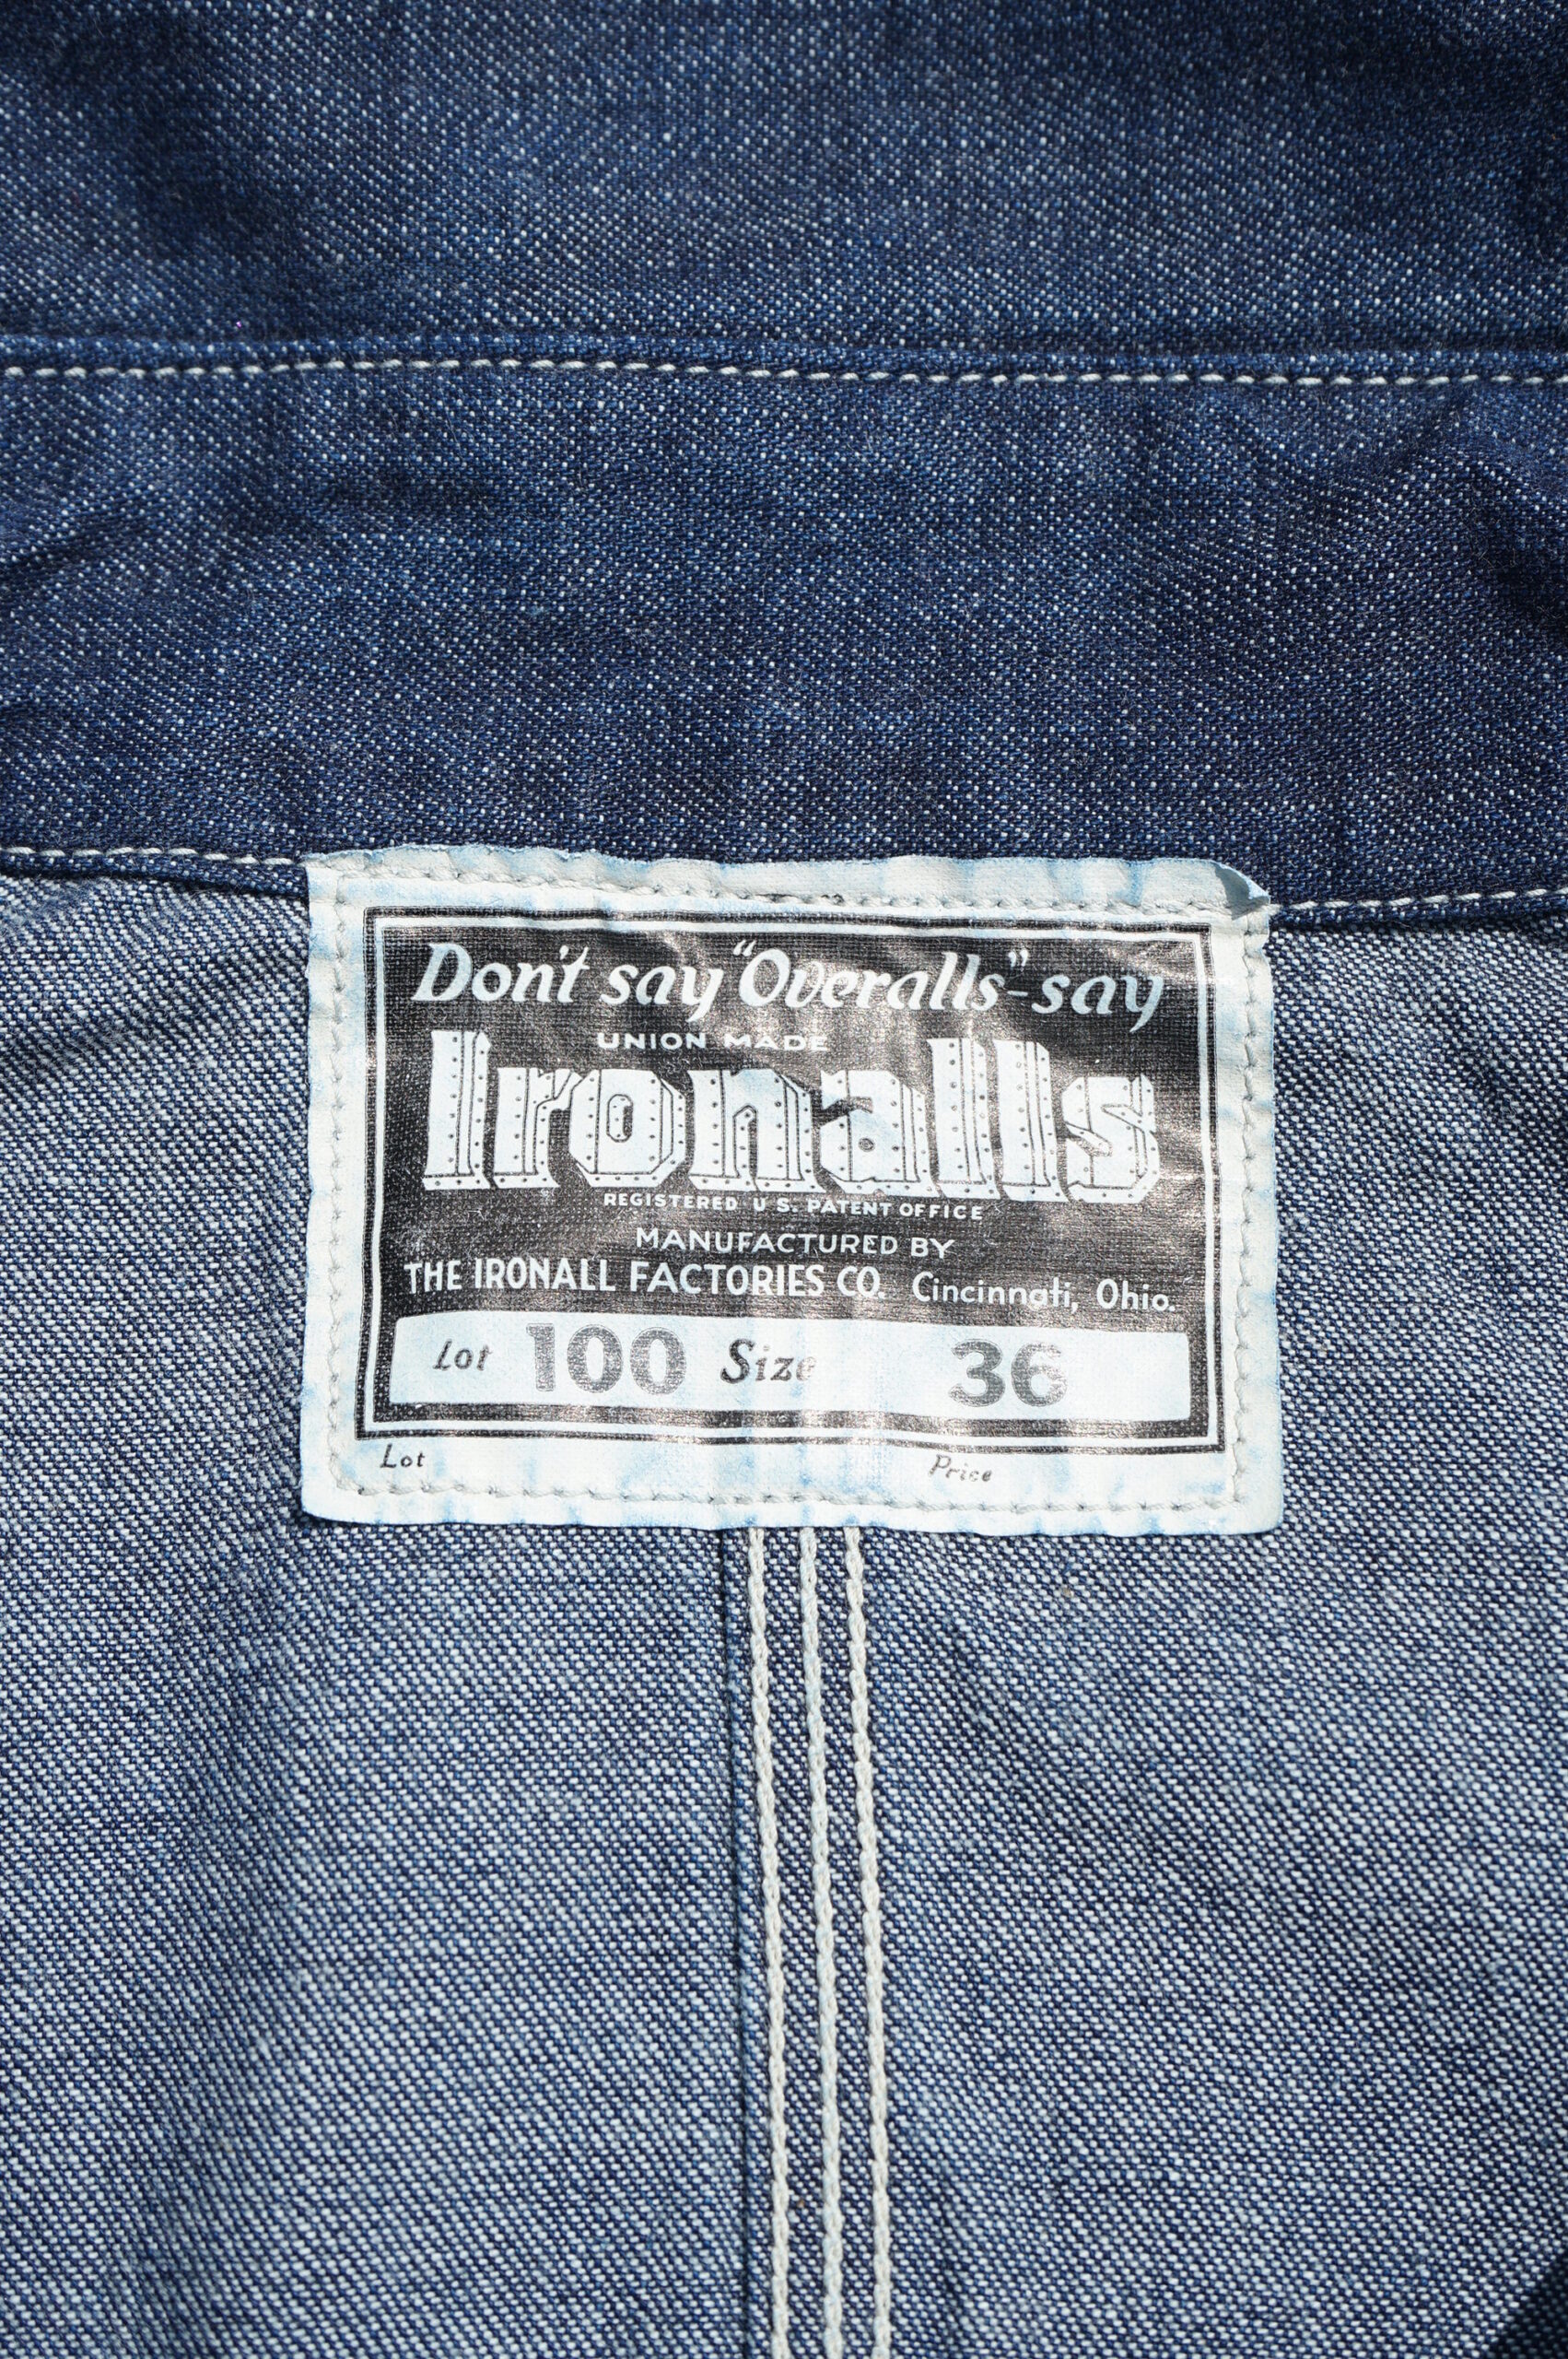 Don't say "Overalls"-say
UNION MADE
Ironalls
REGISTERED U.S. PATENT OFFICE
MANUFACTURED BY
THE IRONALL FACTORIES CO. Cincinnati, Ohio.
Lot 100 Size 36
Lot Price